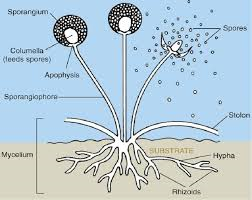 Sporangium
Columella
(feeds spores)
Apophysis
Sporangiophore
Mycelium
Spores
Stolon
SUBSTRATE
Hypha
Rhizoids